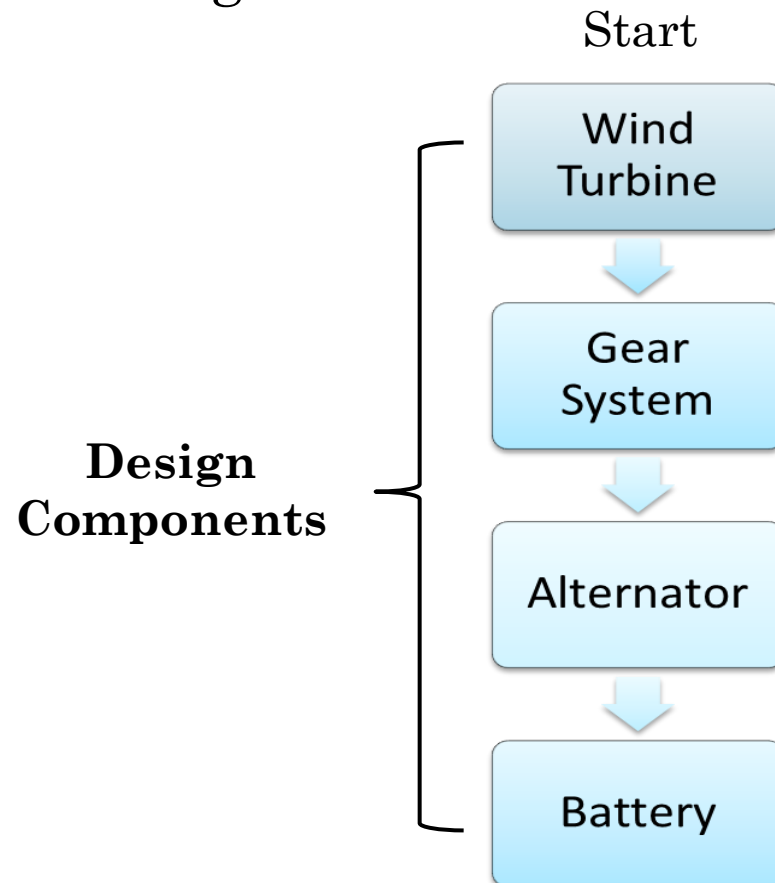 Start
Wind
Turbine
Gear
System
Design
Components
Alternator
Battery